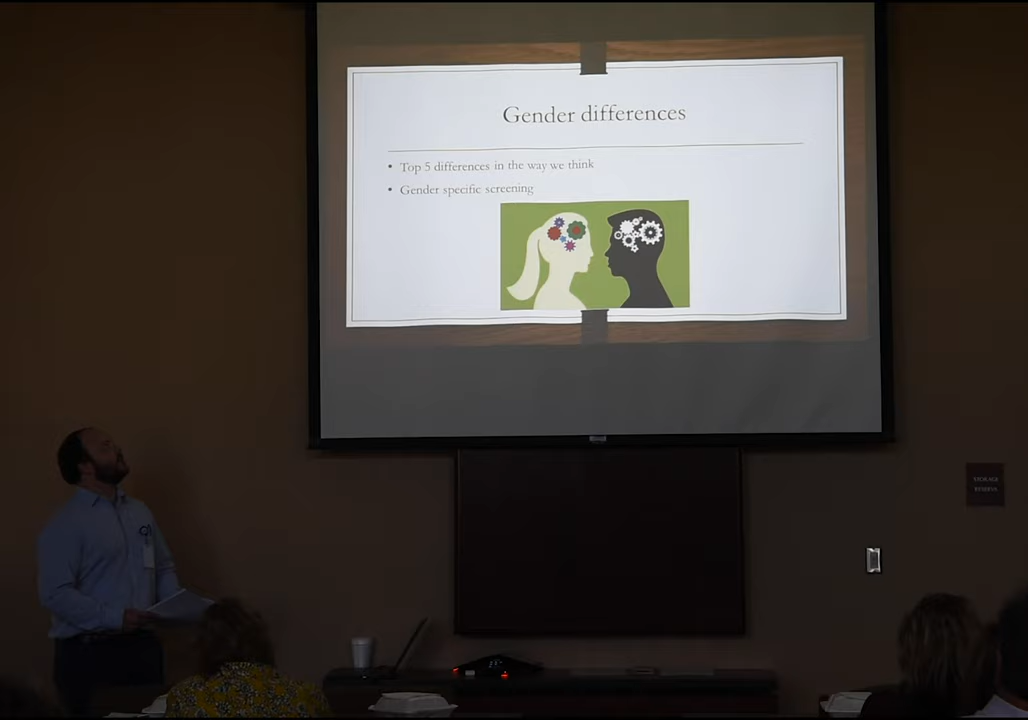 Gender differences
• Top 5 differences in the way we think
• Gender specific screening